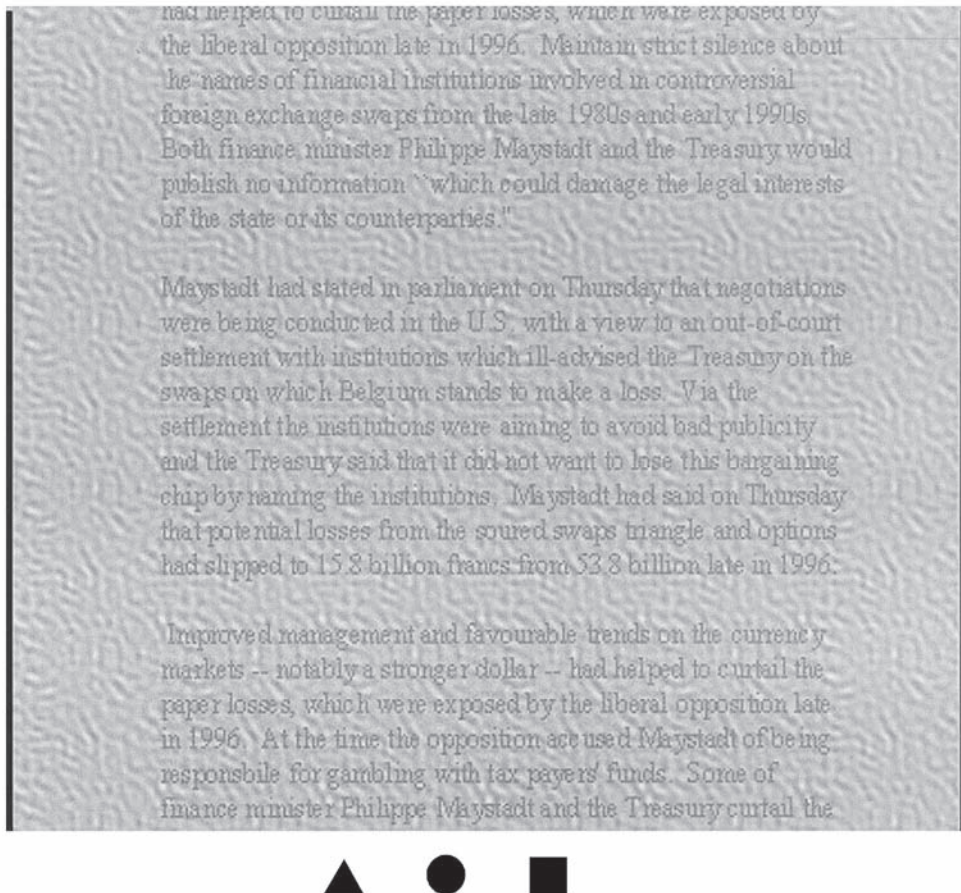 had helped to curtail the paper losses, which were exposed by
the liberal opposition late in 1996.  Maintain strict silence about
the names of financial institutions involved in controversial
foreign exchange swaps from the late 1980s and early 1990s.
Both finance minister Philippe Maystadt and the Treasury would
publish no information ``which could damage the legal interests
of the state or its counterparties."
Maystadt had stated in parliament on Thursday that negotiations
were being conducted in the U.S. with a view to an out-of-court
settlement with institutions which ill-advised the Treasury on the
swaps on which Belgium stands to make a loss.  Via the
settlement the institutions were aiming to avoid bad publicity
and the Treasury said that it did not want to lose this bargaining
chip by naming the institutions.  Maystadt had said on Thursday
that potential losses from the soured swaps triangle and options
had slipped to 15.8 billion francs from 53.8 billion late in 1996.
Improved management and favourable trends on the currency
markets -- notably a stronger dollar -- had helped to curtail the
paper losses, which were exposed by the liberal opposition late
in 1996.  At the time the opposition accused Maystadt of being
responsbile for gambling with tax payers' funds.  Some of
finance minister Philippe Maystadt and the Treasury curtail the